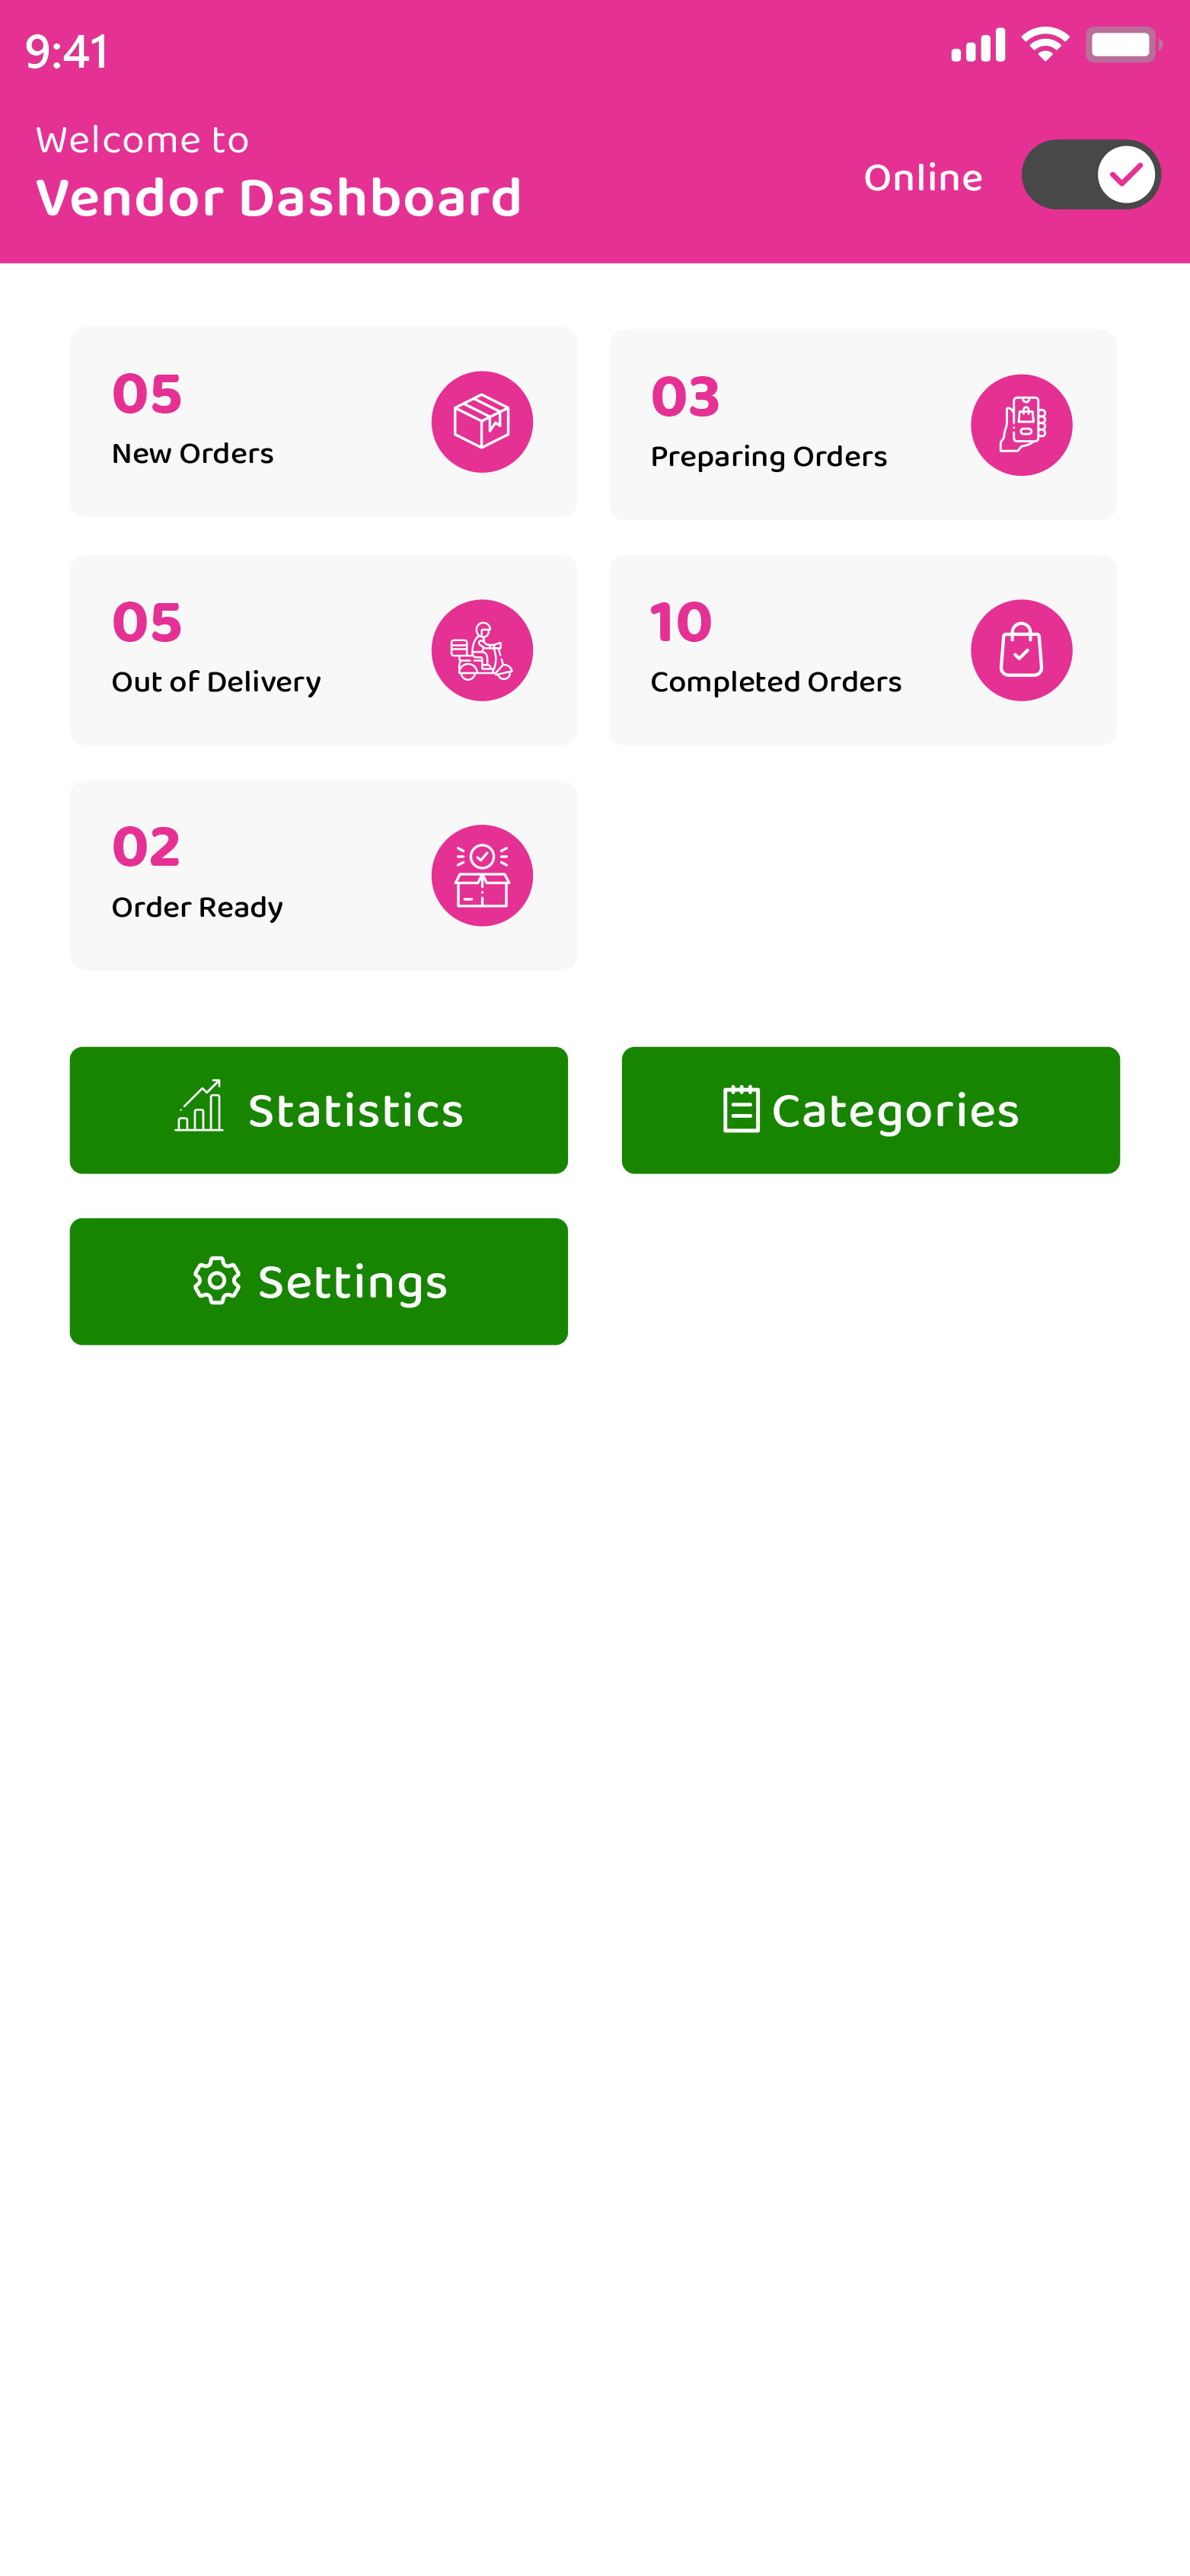 9:41
Welcome to
Vendor Dashboard
Online
05
New Orders
03
Preparing Orders
05
Out of Delivery
10
Completed Orders
02
Order Ready
Statistics
Categories
Settings